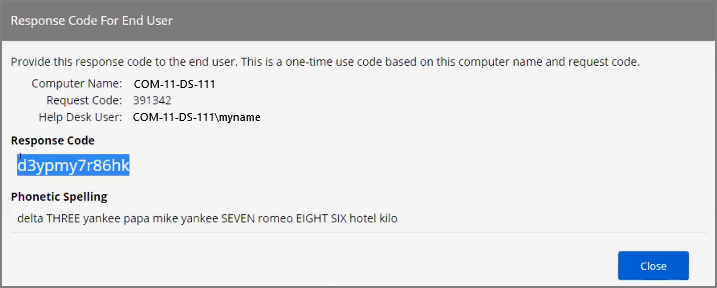 Response Code For End User
Provide this response code to the end user. This is a one-time use code based on this computer name and request code.
Computer Name: COM-11-DS-111
Request Code: 391342
Help Desk User: COM-11-DS-111\myname
Response Code
d3ypmy7r86hk
Phonetic Spelling
delta THREE yankee papa mike yankee SEVEN romeo EIGHT SIX hotel kilo
Close